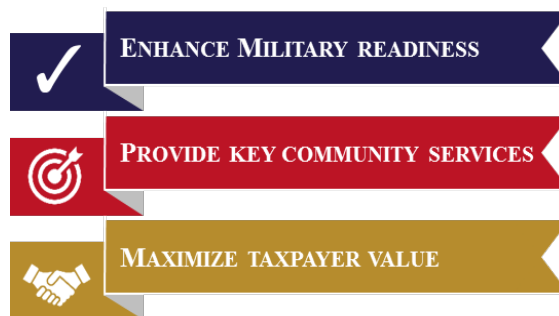 ENHANCE MILITARY READINESS
PROVIDE KEY COMMUNITY SERVICES
MAXIMIZE TAXPAYER VALUE